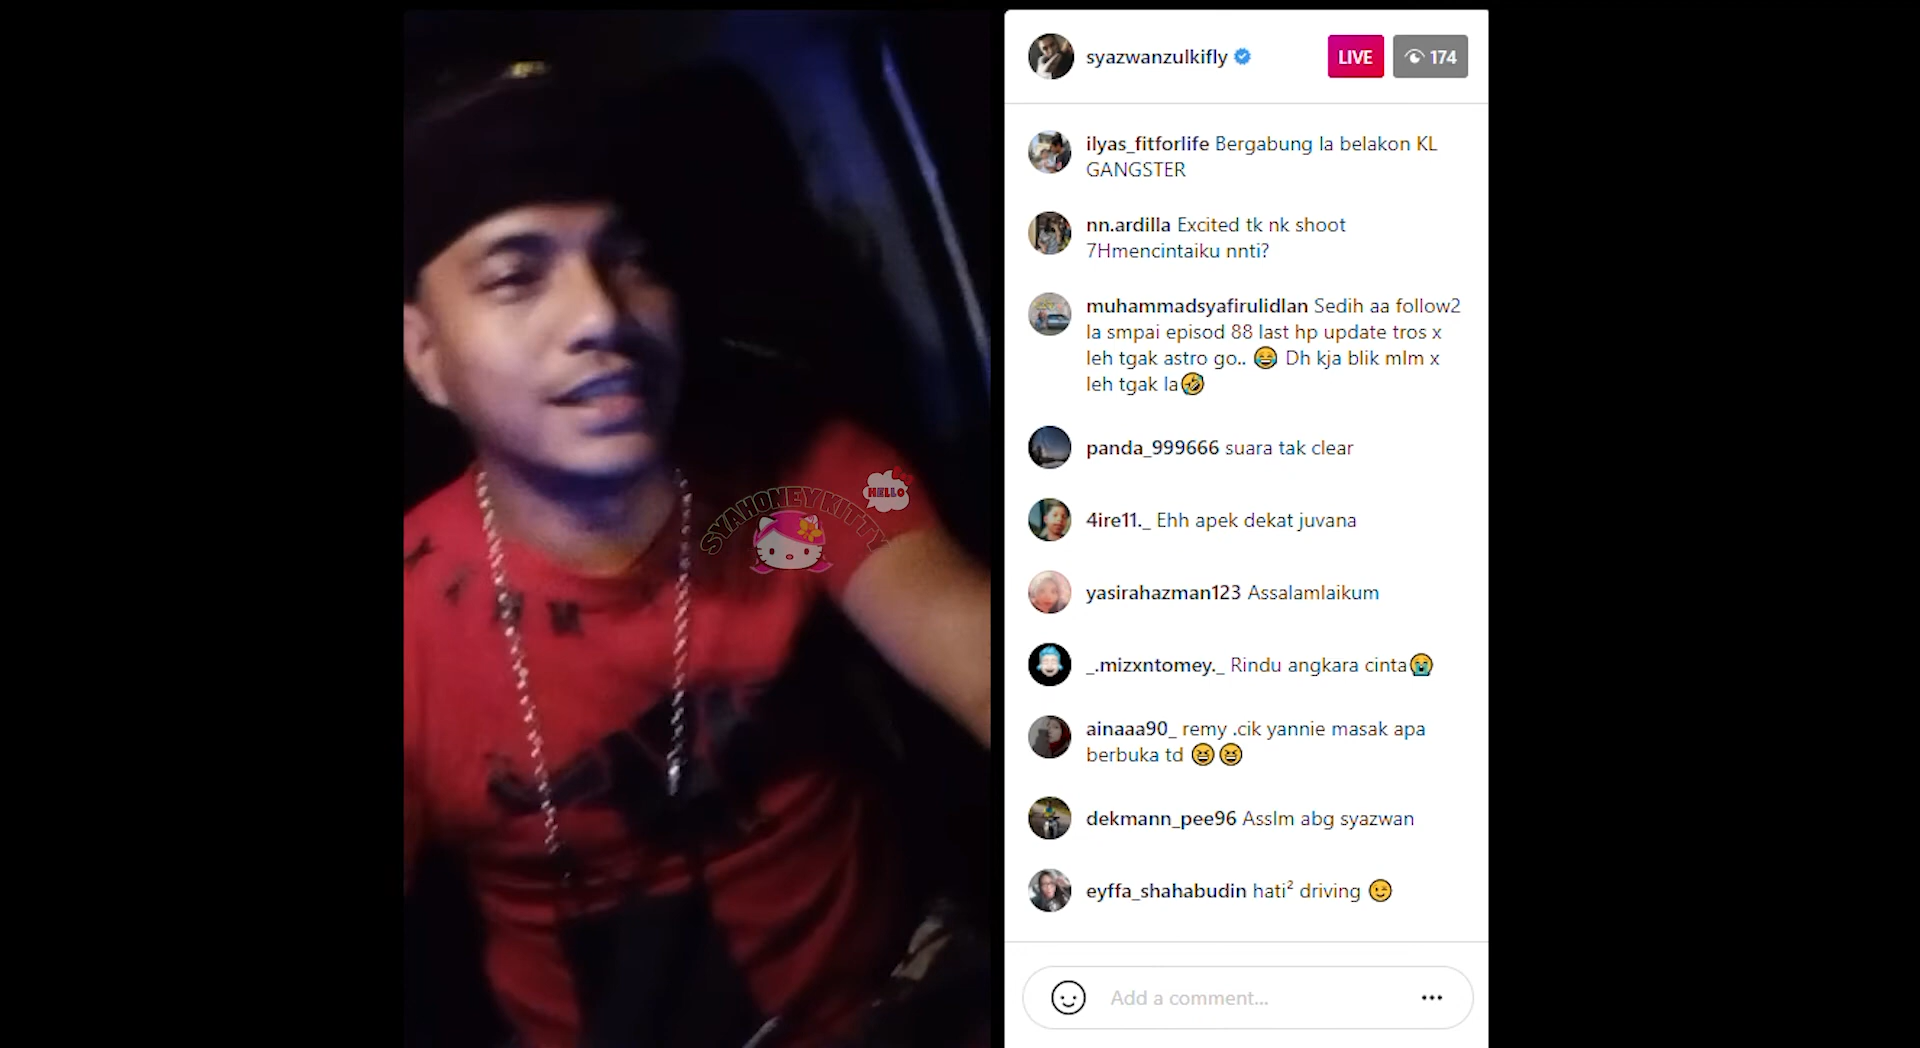 syazwanzulkifly
LIVE
174
ilyas_fitforlife Bergabung la belakon KL
GANGSTER
nn.ardilla Excited tk nk shoot
7Hmencintaiku nnti?
muhammadsyafirulidlan Sedih aa follow2
la smpai episod 88 last hp update tros x
leh tgak astro go.. 😂 Dh kja blik mlm x
leh tgak la🤣
panda_999666 suara tak clear
4ire11._ Ehh apek dekat juvana
yasirahazman123 Assalamlaikum
_.mizxntomey._ Rindu angkara cinta😭
ainaaa90_ remy .cik yannie masak apa
berbuka td 😆😆
dekmann_pee96 Asslm abg syazwan
eyffa_shahabudin hati² driving 😉
Add a comment...
SYAHONEYKITTY
HELLO